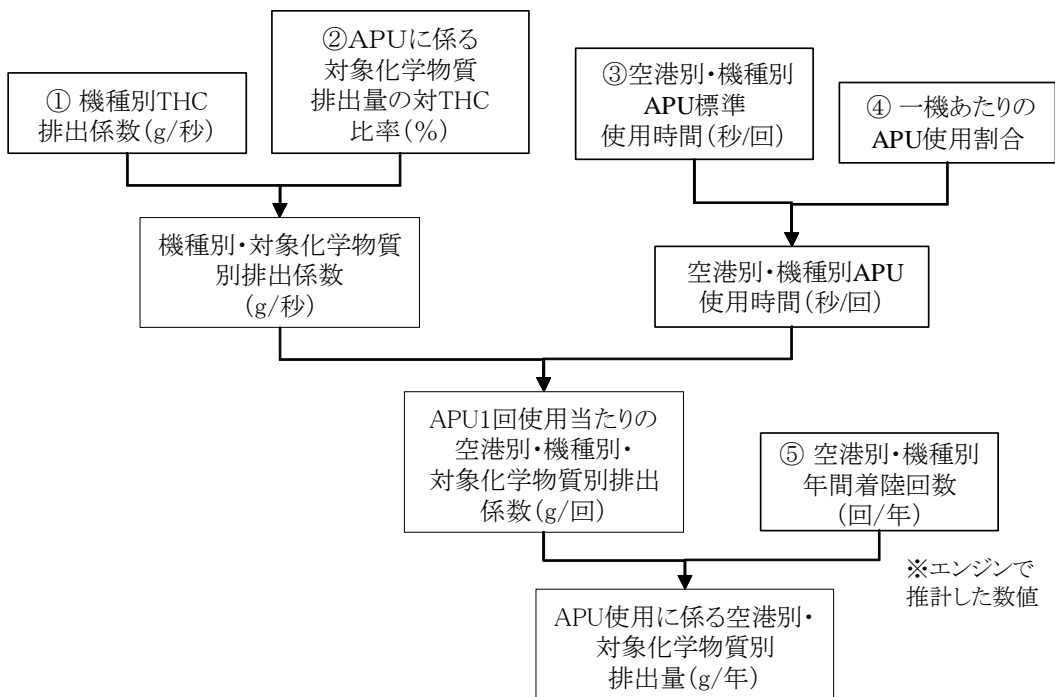 ① 機種別THC
排出係数(g/秒)
②APUに係る
対象化学物質
排出量の対THC
比率(%)
③空港別・機種別
APU標準
使用時間(秒/回)
④ 一機あたりの
APU使用割合
機種別・対象化学物質
別排出係数
(g/秒)
空港別・機種別APU
使用時間(秒/回)
APU1回使用当たりの
空港別・機種別・
対象化学物質別排出
係数(g/回)
⑤ 空港別・機種別
年間着陸回数
(回/年)
※エンジンで
推計した数値
APU使用に係る空港別・
対象化学物質別
排出量(g/年)